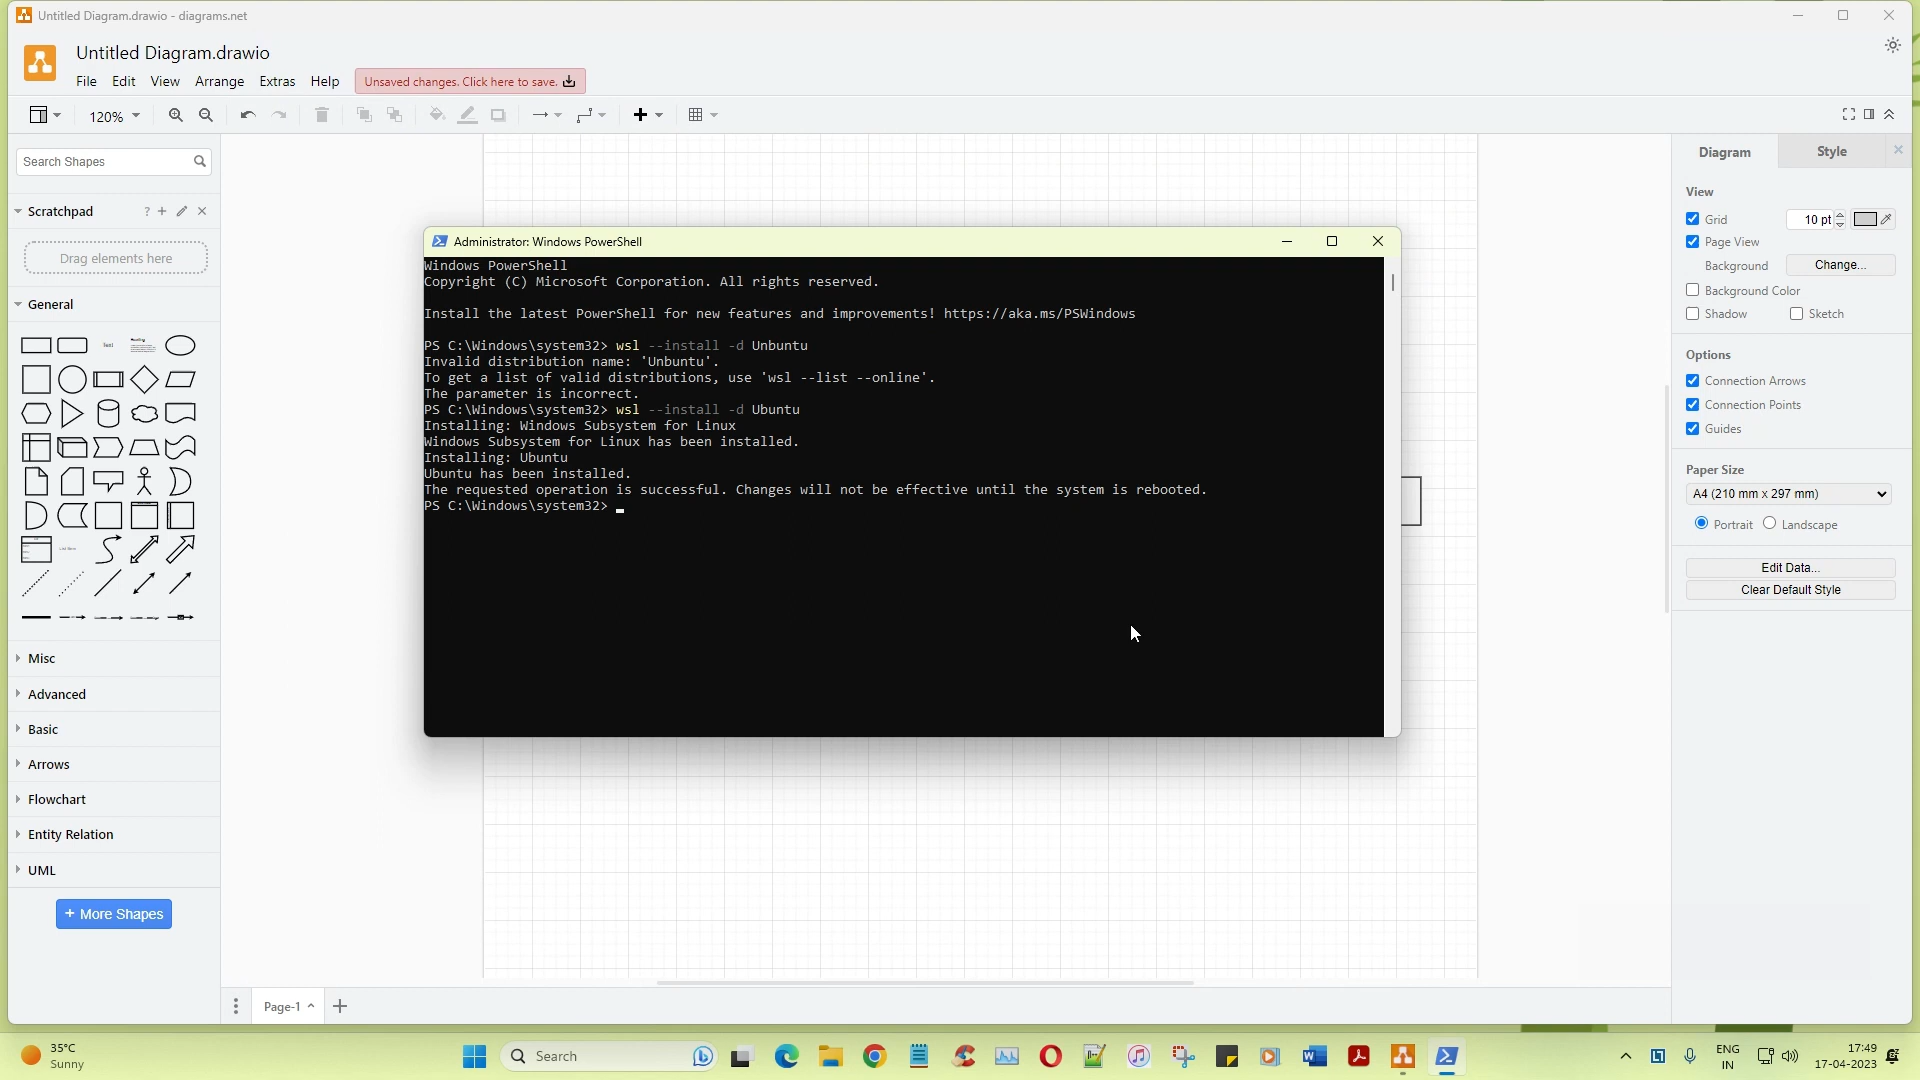 Untitled Diagram.drawio - diagrams.net
Untitled Diagram.drawio
File Edit View Arrange Extras Help Unsaved changes. Click here to save.
120%
Search Shapes
Scratchpad ?
Drag elements here
General
Text
Heading
Misc
Advanced
Basic
Arrows
Flowchart
Entity Relation
UML
+ More Shapes
Administrator: Windows PowerShell
Windows PowerShell
Copyright (C) Microsoft Corporation. All rights reserved.
Install the latest PowerShell for new features and improvements! https://aka.ms/PSWindows
PS C:\Windows\system32> wsl --install -d Unbuntu
Invalid distribution name: 'Unbuntu'.
To get a list of valid distributions, use 'wsl --list --online'.
The parameter is incorrect.
PS C:\Windows\system32> wsl --install -d Ubuntu
Installing: Windows Subsystem for Linux
Windows Subsystem for Linux has been installed.
Installing: Ubuntu
Ubuntu has been installed.
The requested operation is successful. Changes will not be effective until the system is rebooted.
PS C:\Windows\system32>
Diagram Style
View
Grid 10 pt
Page View
Background Change...
Background Color
Shadow Sketch
Options
Connection Arrows
Connection Points
Guides
Paper Size
A4 (210 mm x 297 mm)
Portrait Landscape
Edit Data...
Clear Default Style
Page-1
35°C
Sunny
Search
ENG
IN
17:49
17-04-2023